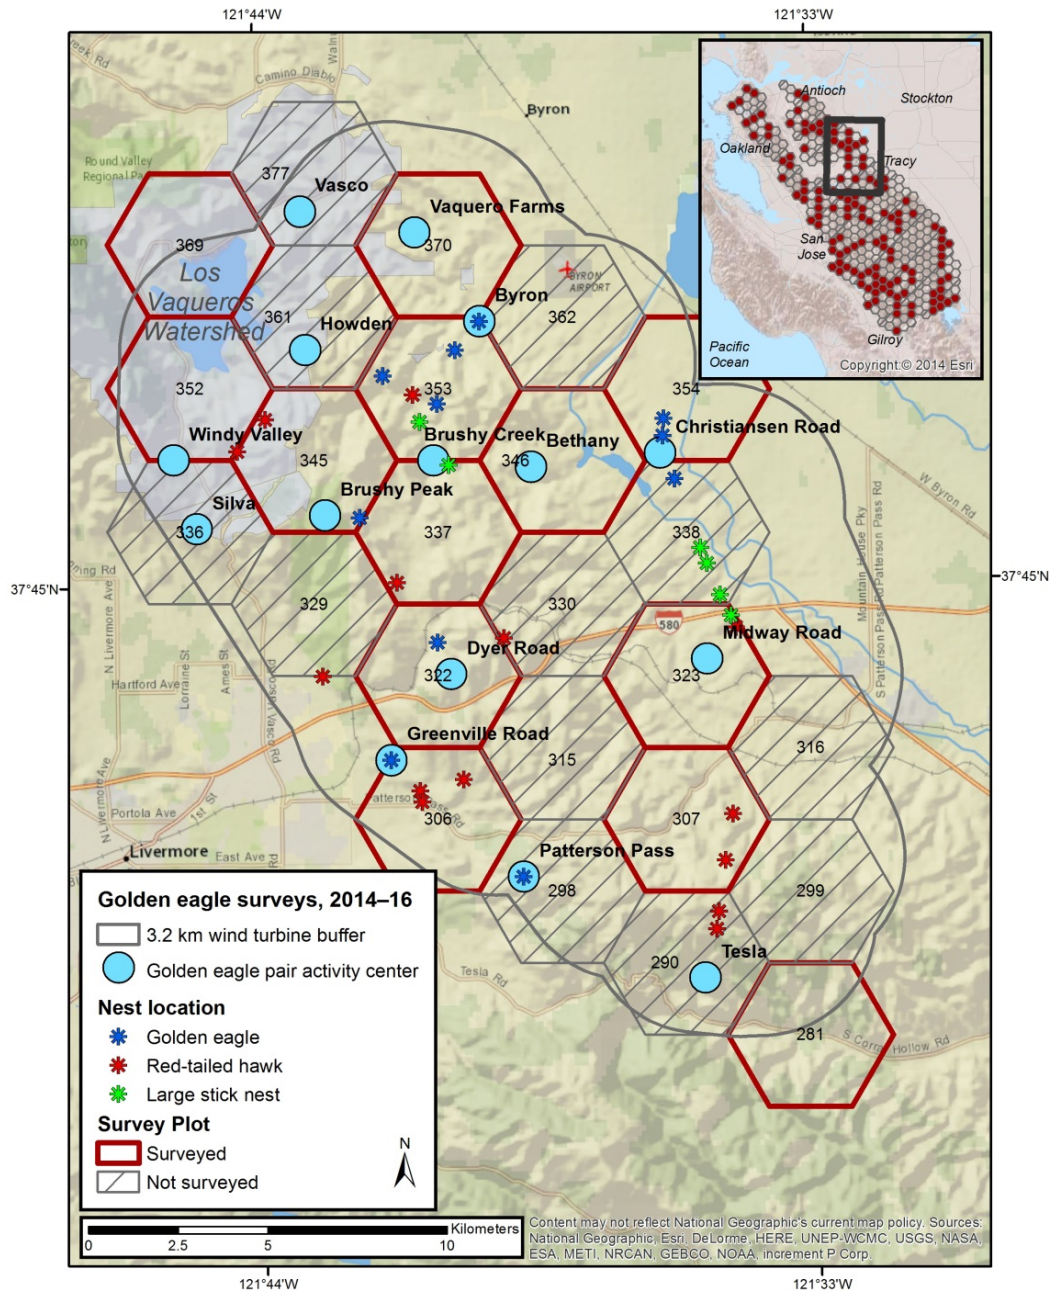 121°44'W
121°33'W
Camino Diablo
Byron
Antioch
Stockton
Oakland
Tracy
San
Jose
Gilroy
Pacific
Ocean
Copyright:© 2014 Esri
Round Valley
377
Vasco
Vaquero Farms
369
370
Los
Vaqueros
Watershed
BYRON
AIRPORT
Byron
361
Howden
362
352
353
354
Windy Valley
Brushy Creek
Bethany
Christiansen Road
345
346
Silva
Brushy Peak
336
337
338
W Byron Rd
Mountain House Pky
S Patterson Pass Rd
37°45'N
37°45'N
N Livermore Ave
329
330
580
Midway Road
Dyer Road
322
323
Hartford Ave
Lorraine St
Ames St
Greenville Road
315
316
Portola Ave
1st St
306
307
Livermore
East Ave
Patterson Pass
298
299
Tesla
290
Tesla Rd
281
S Corral Hollow Rd
Golden eagle surveys, 2014–16
3.2 km wind turbine buffer
Golden eagle pair activity center
Nest location
Golden eagle
Red-tailed hawk
Large stick nest
Survey Plot
Surveyed
Not surveyed
N
Kilometers
0 2.5 5 10
Content may not reflect National Geographic's current map policy. Sources:
National Geographic, Esri, DeLorme, HERE, UNEP-WCMC, USGS, NASA,
ESA, METI, NRCAN, GEBCO, NOAA, increment P Corp.
121°44'W
121°33'W